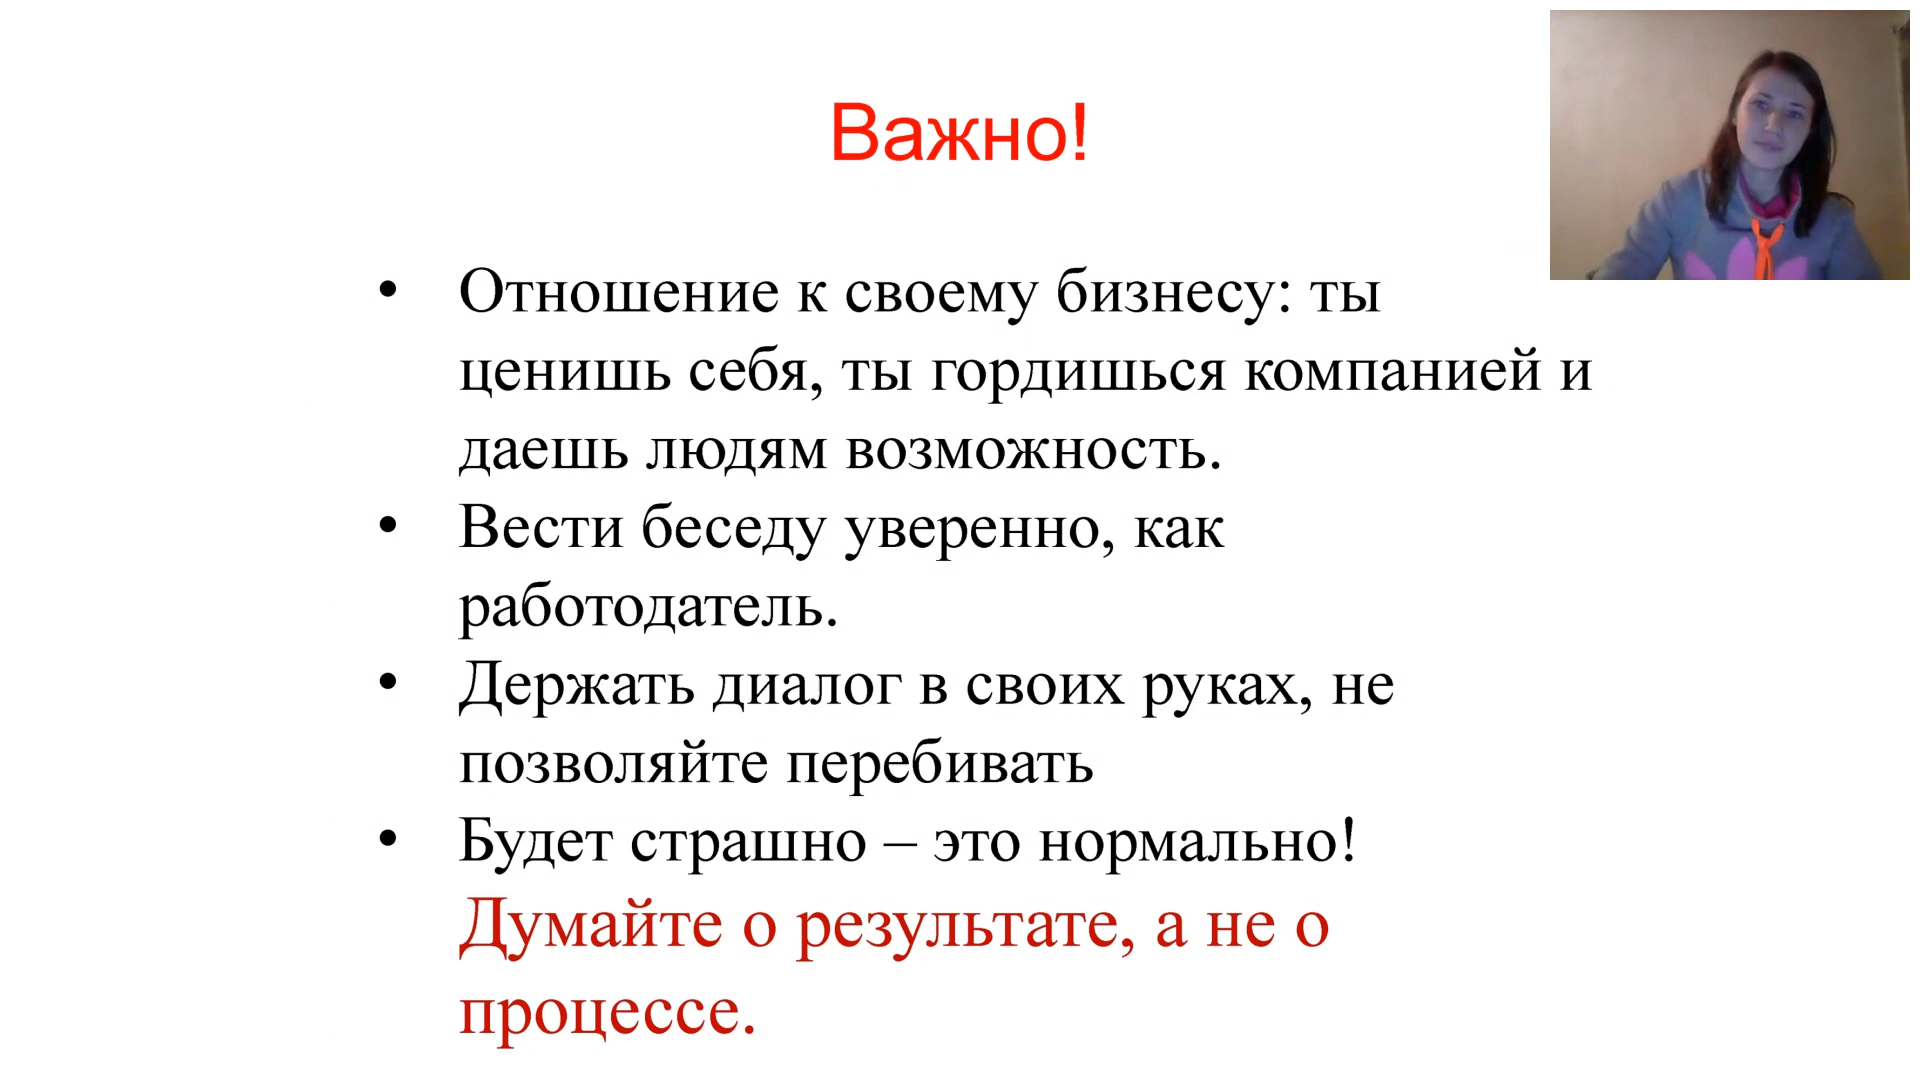 Важно!
• Отношение к своему бизнесу: ты
ценишь себя, ты гордишься компанией и
даешь людям возможность.
• Вести беседу уверенно, как
работодатель.
• Держать диалог в своих руках, не
позволяйте перебивать
• Будет страшно – это нормально!
Думайте о результате, а не о
процессе.